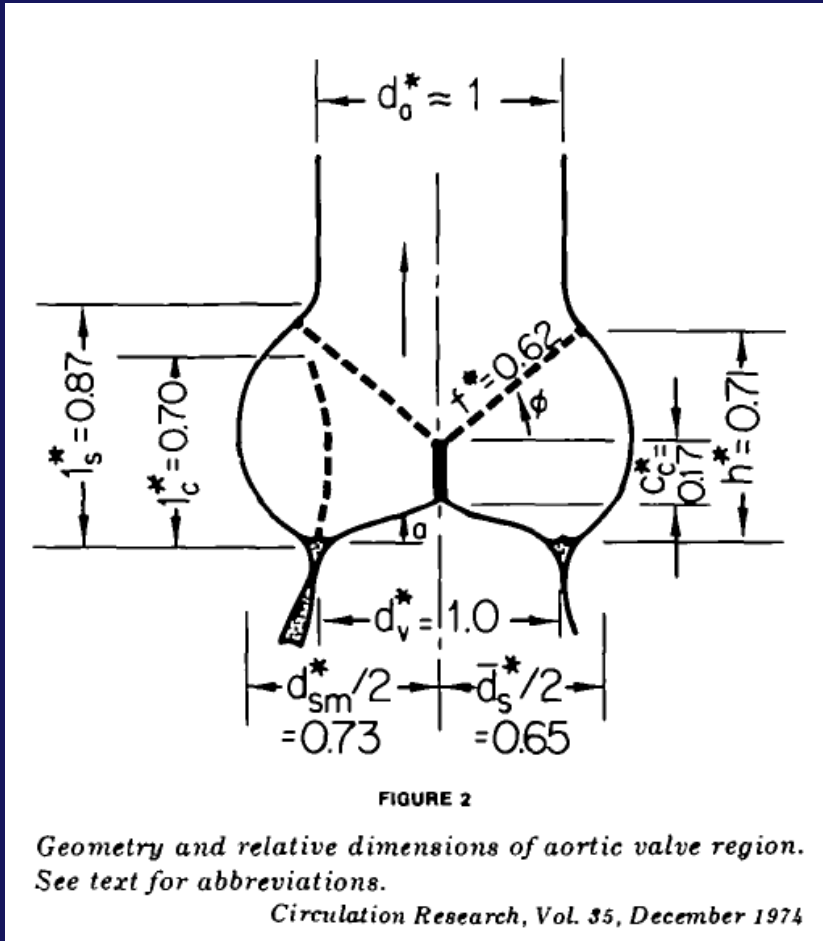 d*ₐ ≈ 1
l*ₛ = 0.87
l*_c = 0.70
f* = 0.62
φ
C*_c = 0.17
h* = 0.71
a
d*ᵥ = 1.0
d*ₛₘ/2 = 0.73
d̄*ₛ/2 = 0.65
FIGURE 2
Geometry and relative dimensions of aortic valve region.
See text for abbreviations.
Circulation Research, Vol. 35, December 1974